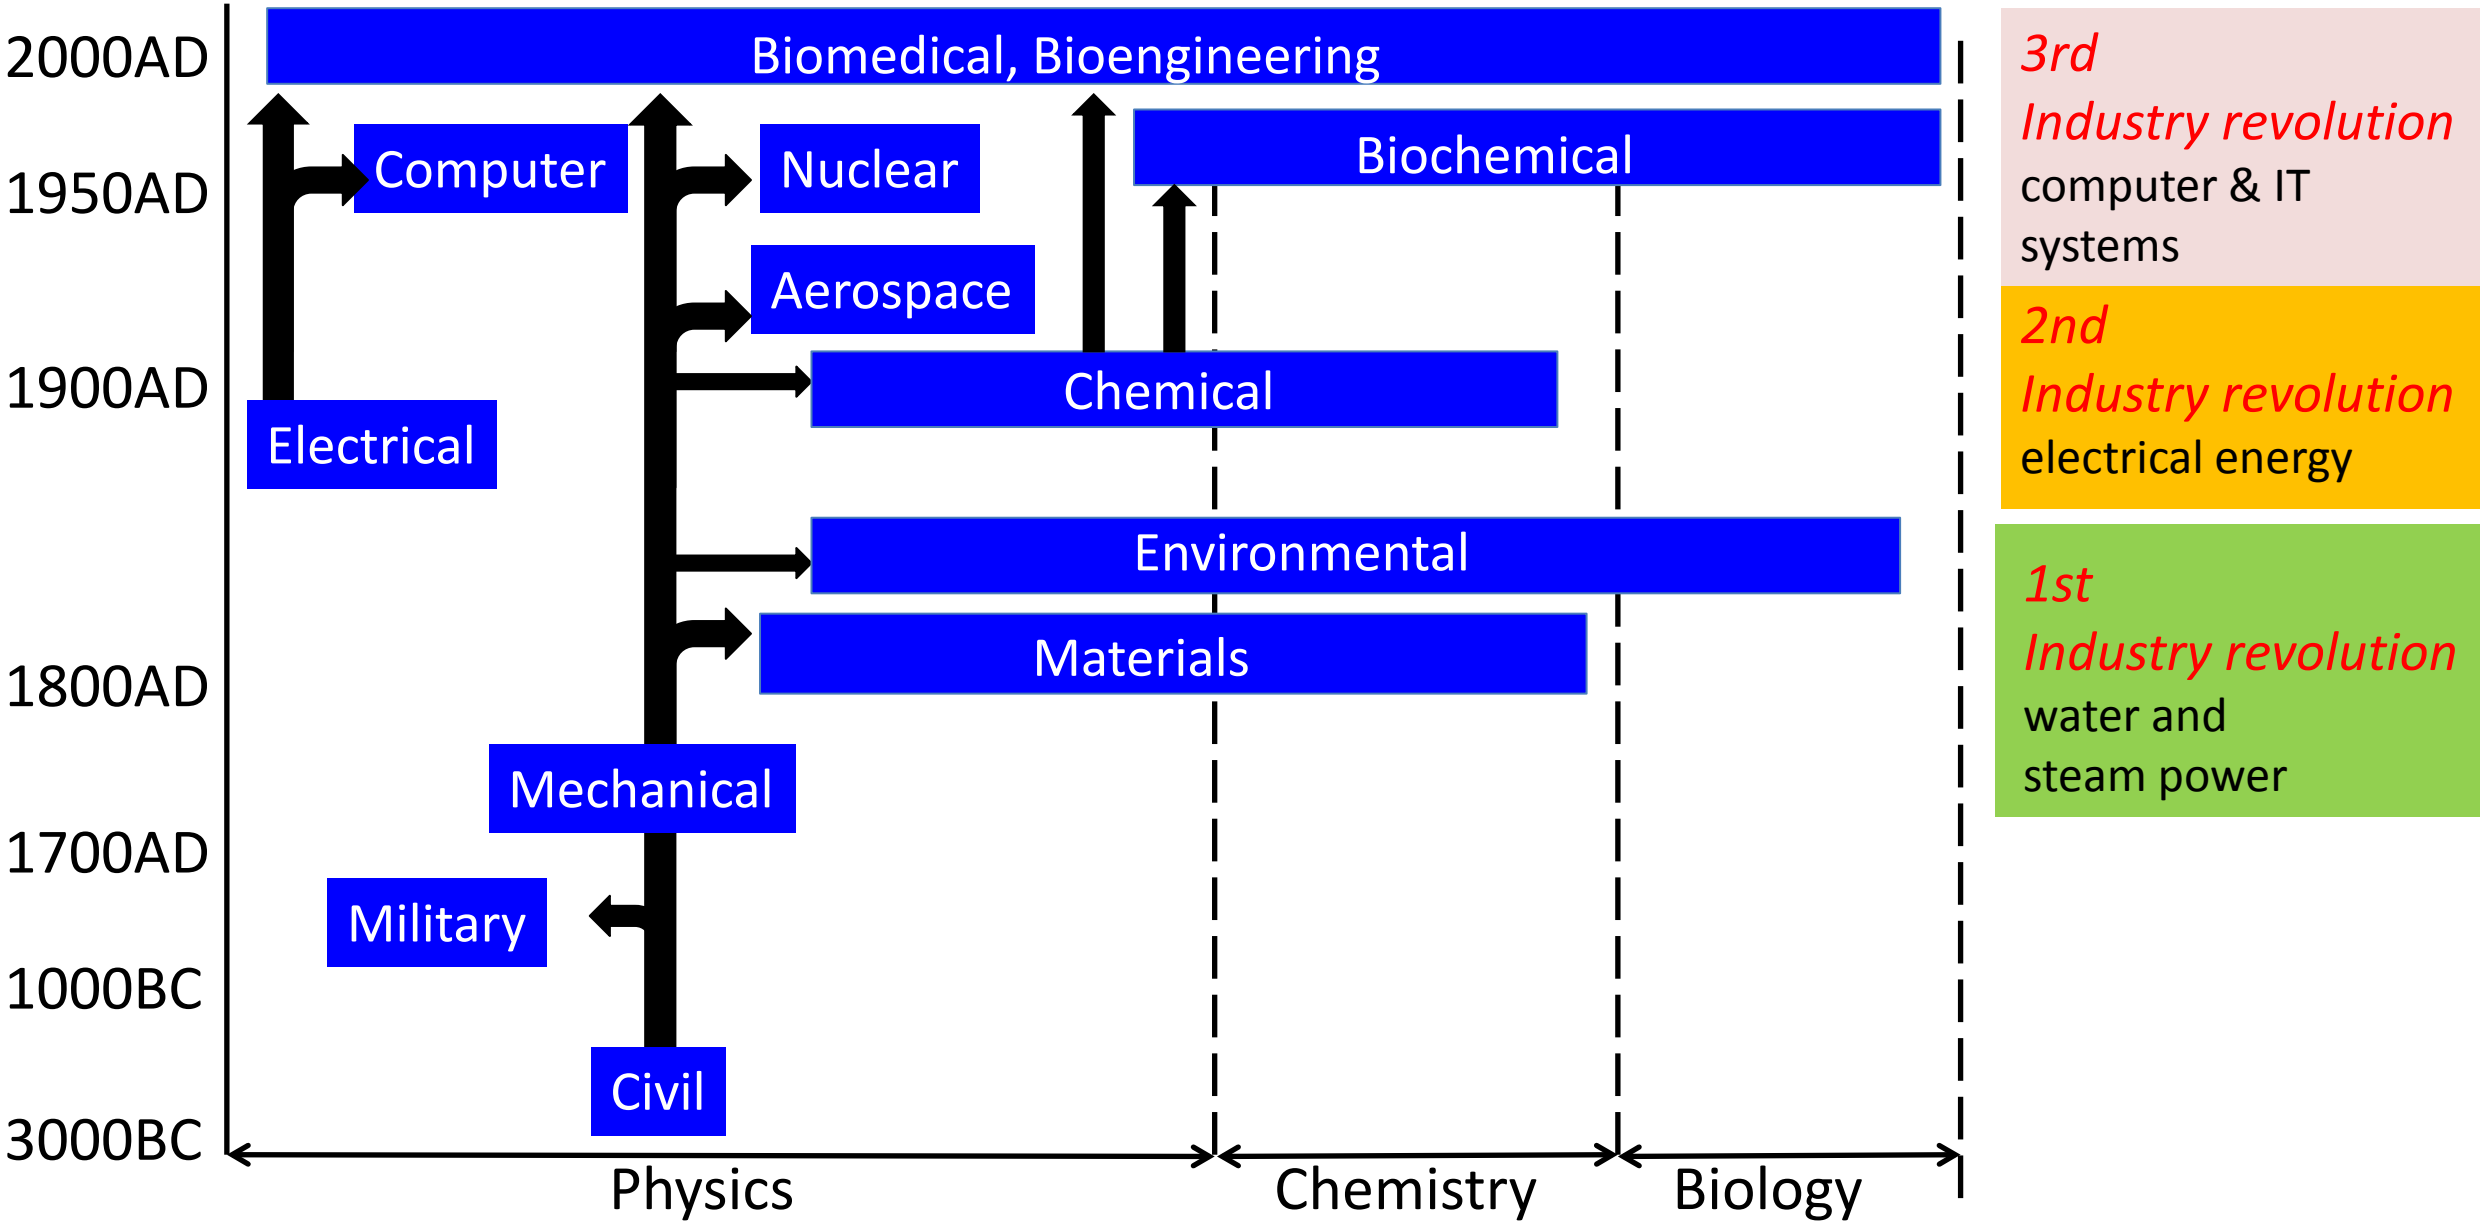 2000AD
Biomedical, Bioengineering
3rd
Industry revolution
computer & IT
systems
1950AD
Computer
Nuclear
Biochemical
Aerospace
2nd
Industry revolution
electrical energy
1900AD
Chemical
Electrical
Environmental
1st
Industry revolution
water and
steam power
Materials
1800AD
Mechanical
1700AD
Military
1000BC
Civil
3000BC
Physics
Chemistry
Biology